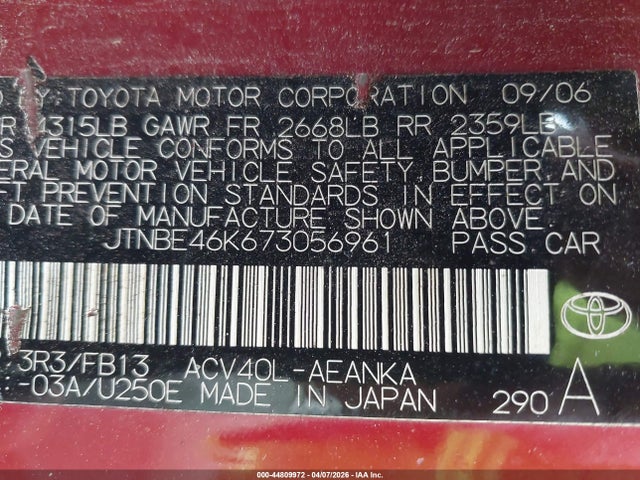 BY: TOYOTA MOTOR CORPORATION 09/06
4315LB GAWR FR 2668LB RR 2359LB
VEHICLE CONFORMS TO ALL APPLICABLE
MOTOR VEHICLE SAFETY, BUMPER, AND
PREVENTION STANDARDS IN EFFECT ON
DATE OF MANUFACTURE SHOWN ABOVE.
JTNBE46K673056961 PASS CAR
3R3/FB13 ACV40L-AEANKA
-03A/U250E MADE IN JAPAN 290 A
000-44809972 | 04/07/2026 - IAA Inc.